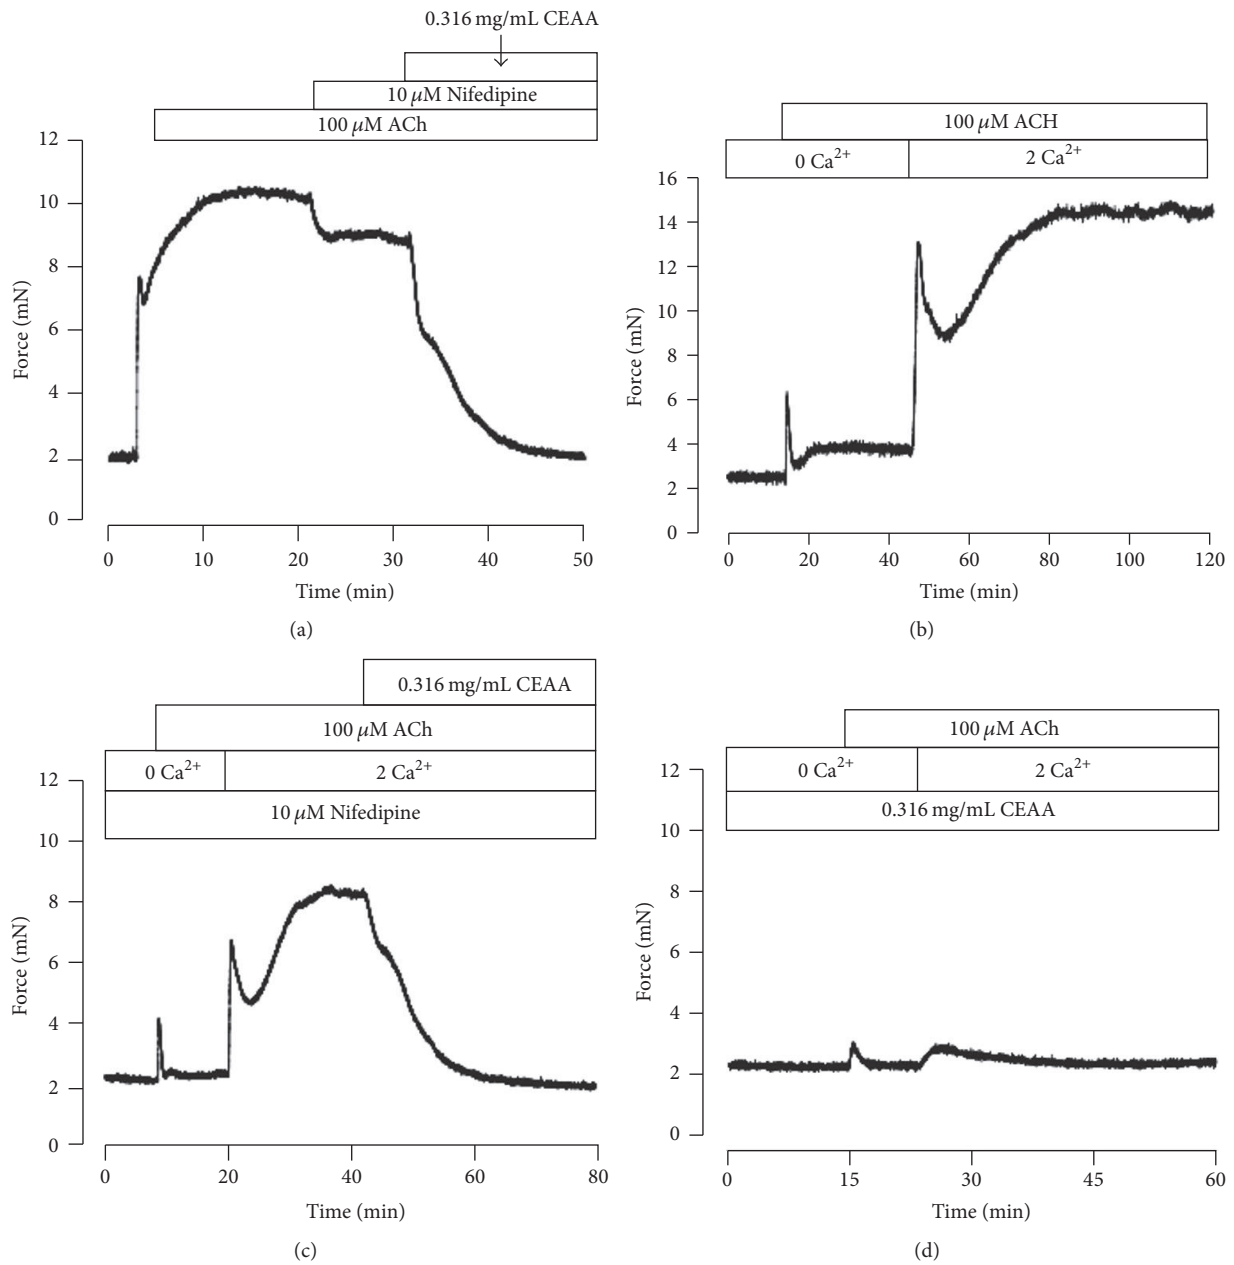 0.316 mg/mL CEAA
10 μM Nifedipine
100 μM ACh
12
10
8
6
4
2
0
Force (mN)
0 10 20 30 40 50
Time (min)
(a)
100 μM ACH
0 Ca2+ 2 Ca2+
16
14
12
10
8
6
4
2
0
Force (mN)
0 20 40 60 80 100 120
Time (min)
(b)
0.316 mg/mL CEAA
100 μM ACh
0 Ca2+ 2 Ca2+
10 μM Nifedipine
12
10
8
6
4
2
0
Force (mN)
0 20 40 60 80
Time (min)
(c)
100 μM ACh
0 Ca2+ 2 Ca2+
0.316 mg/mL CEAA
12
10
8
6
4
2
0
Force (mN)
0 15 30 45 60
Time (min)
(d)